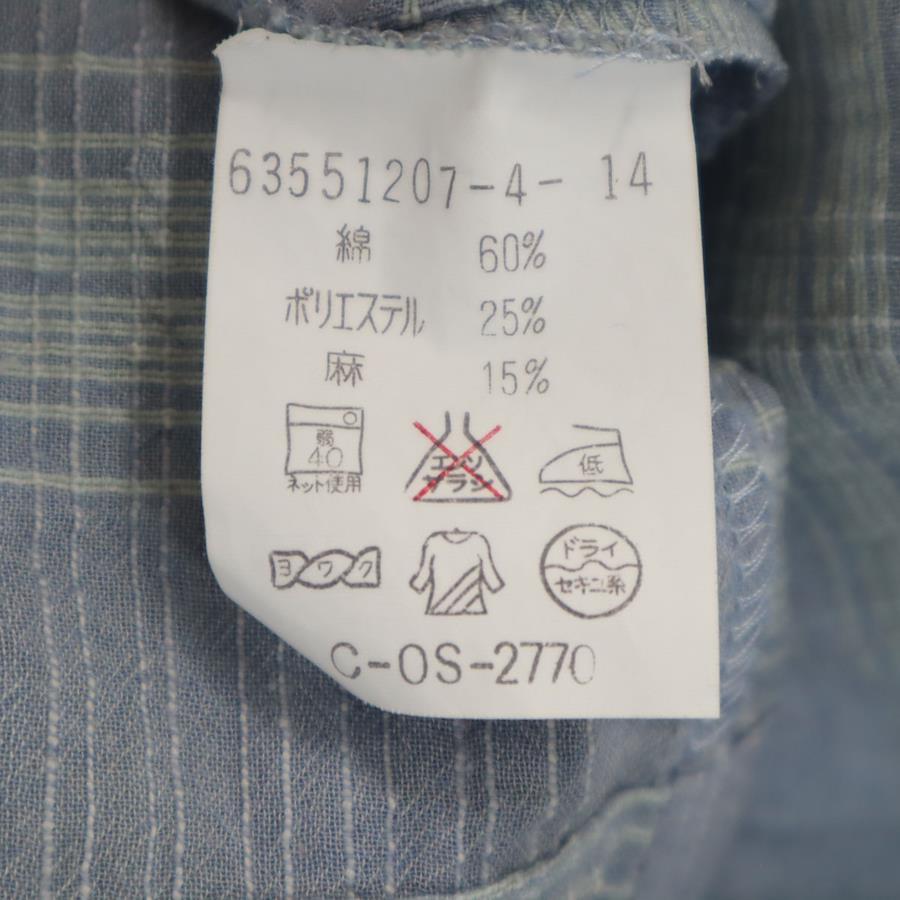 63551207-4- 14
綿 60%
ポリエステル 25%
麻 15%
弱
40
ネット使用
エンソ
サラシ
低
ヨワク
ドライ
セキユ系
C-OS-2770